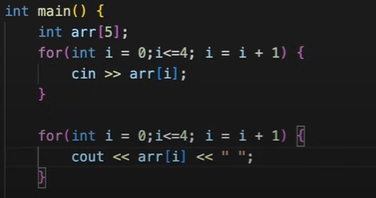 int main() {
    int arr[5];
    for(int i = 0;i<=4; i = i + 1) {
        cin >> arr[i];
    }

    for(int i = 0;i<=4; i = i + 1) {
        cout << arr[i] << " ";
    }